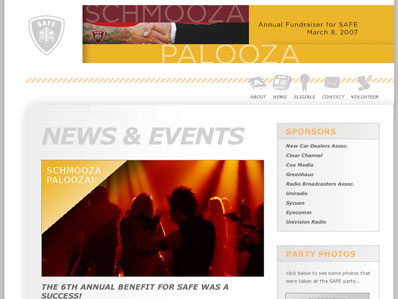 SAFE
SCHMOOZA
PALOOZA
Annual Fundraiser for SAFE
March 8, 2007
ABOUT
NEWS
ELIGIBLE
CONTACT
VOLUNTEER
NEWS & EVENTS
SCHMOOZA
PALOOZA!
THE 6TH ANNUAL BENEFIT FOR SAFE WAS A
SUCCESS!
SPONSORS
New Car Dealers Assoc.
Clear Channel
Cox Media
Greenhaus
Radio Broadcasters Assoc.
Uniradio
Sycuan
Eyecomm
Univision Radio
PARTY PHOTOS
click below to see some photos that
were taken at the SAFE party...